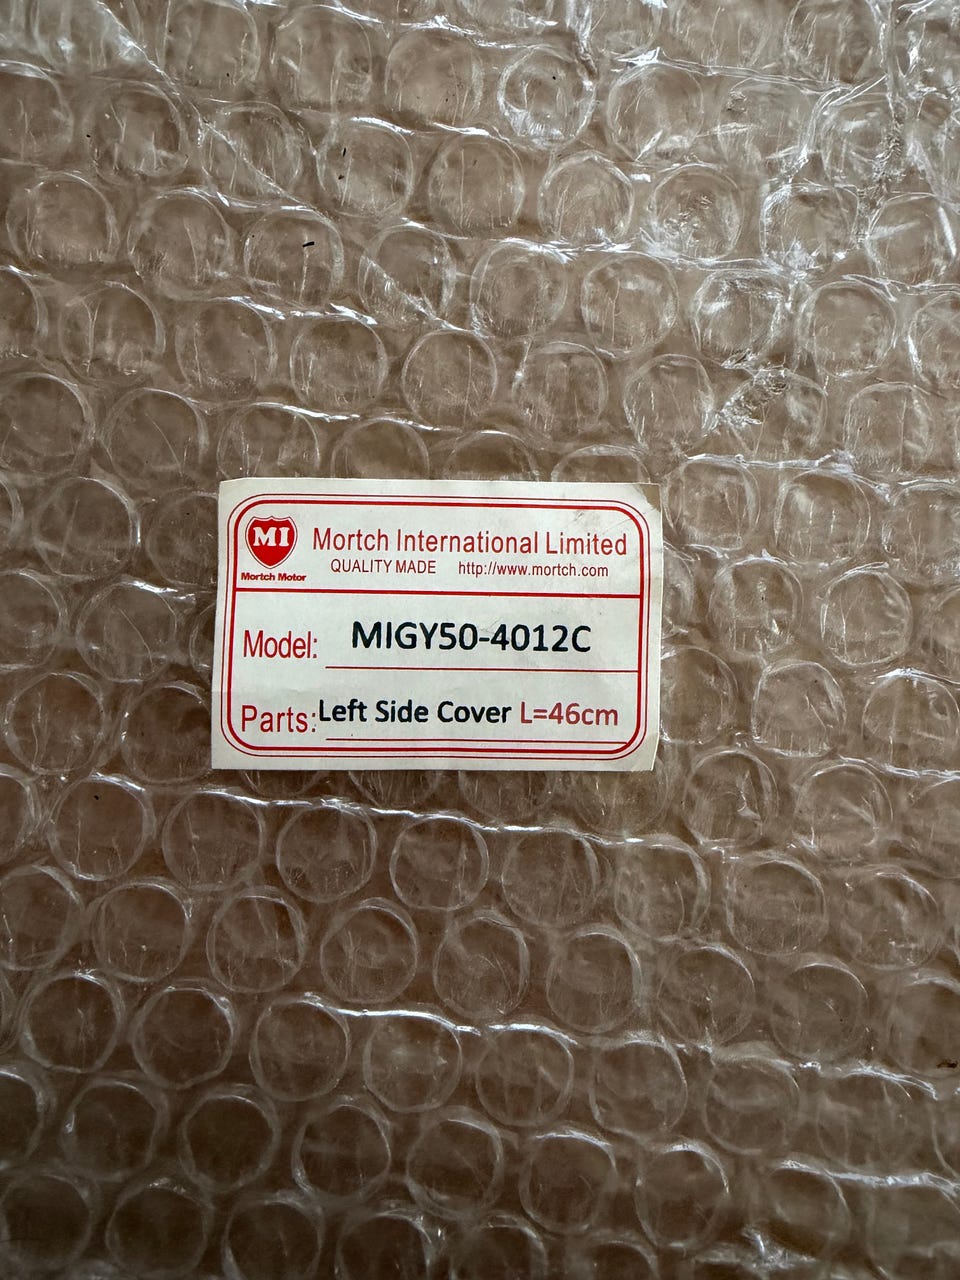 MI
Mortch Motor
Mortch International Limited
QUALITY MADE http://www.mortch.com
Model: MIGY50-4012C
Parts: Left Side Cover L=46cm